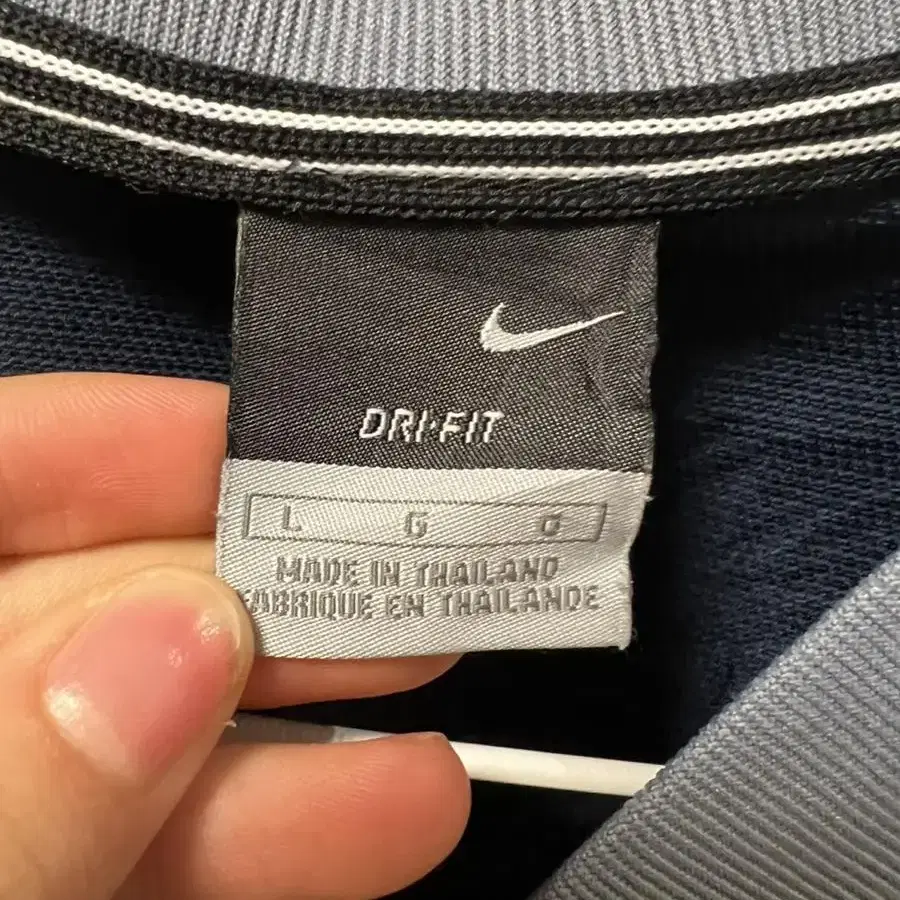 DRI-FIT
L G G
MADE IN THAILAND
FABRIQUE EN THAILANDE